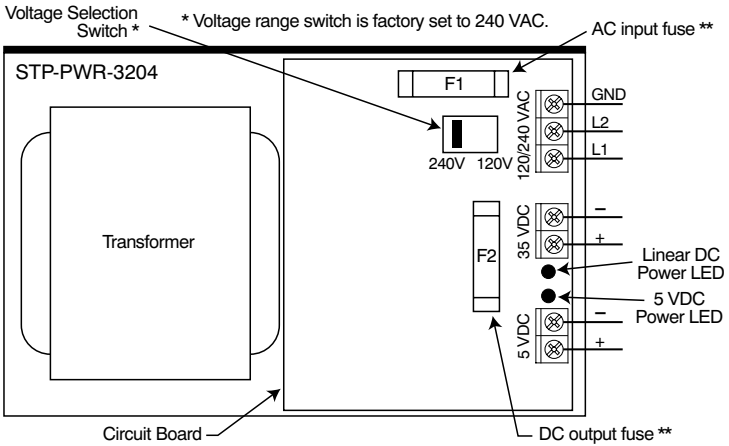 Voltage Selection
Switch *
* Voltage range switch is factory set to 240 VAC.
AC input fuse **
STP-PWR-3204
F1
120/240 VAC
GND
L2
L1
240V 120V
Transformer
F2
35 VDC
–
+
Linear DC
Power LED
5 VDC
Power LED
5 VDC
–
+
Circuit Board
DC output fuse **